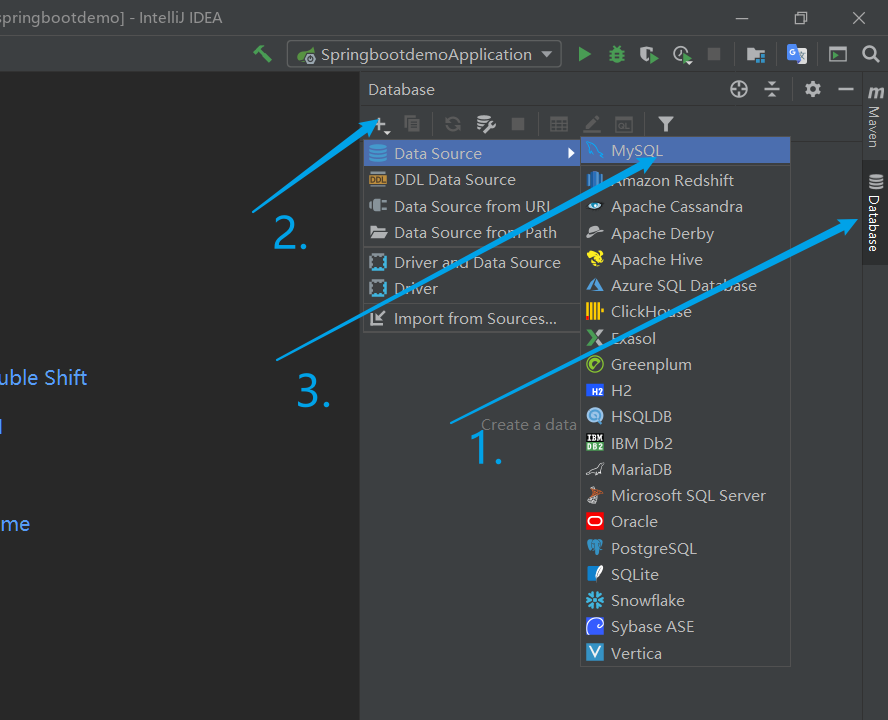 springbootdemo] - IntelliJ IDEA
SpringbootdemoApplication
Database
Maven
Database
Data Source
DDL Data Source
Data Source from URL
Data Source from Path
Driver and Data Source
Driver
Import from Sources...
MySQL
Amazon Redshift
Apache Cassandra
Apache Derby
Apache Hive
Azure SQL Database
ClickHouse
Exasol
Greenplum
H2
HSQLDB
IBM Db2
MariaDB
Microsoft SQL Server
Oracle
PostgreSQL
SQLite
Snowflake
Sybase ASE
Vertica
2.
3.
1.
uble Shift
me
Create a data